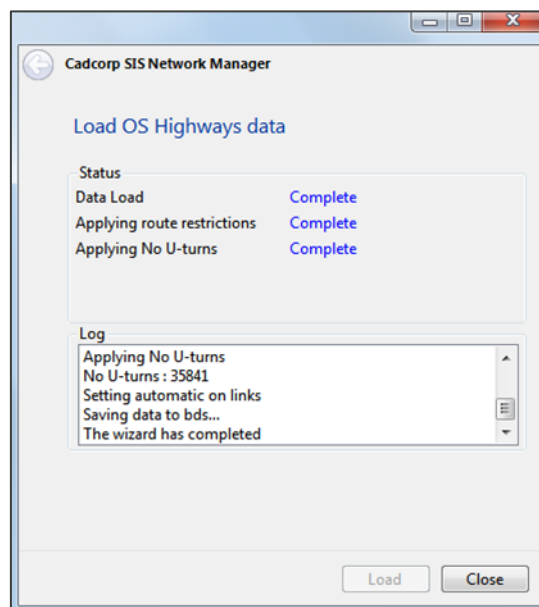 Cadcorp SIS Network Manager
Load OS Highways data
Status
Data Load Complete
Applying route restrictions Complete
Applying No U-turns Complete
Log
Applying No U-turns
No U-turns : 35841
Setting automatic on links
Saving data to bds...
The wizard has completed
Load Close